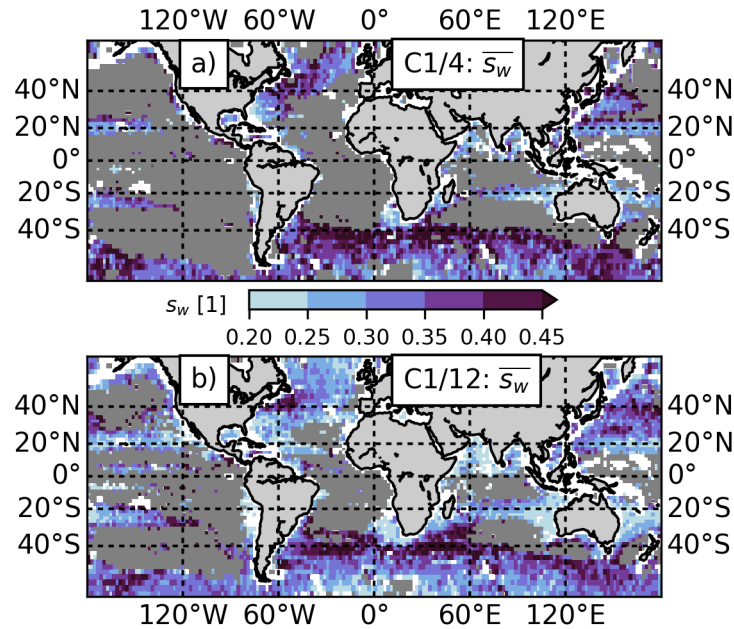 120°W 60°W 0° 60°E 120°E
a) C1/4: $\overline{s_w}$
40°N 40°N
20°N 20°N
0° 0°
20°S 20°S
40°S 40°S
s_w [1]
0.20 0.25 0.30 0.35 0.40 0.45
b) C1/12: $\overline{s_w}$
40°N 40°N
20°N 20°N
0° 0°
20°S 20°S
40°S 40°S
120°W 60°W 0° 60°E 120°E